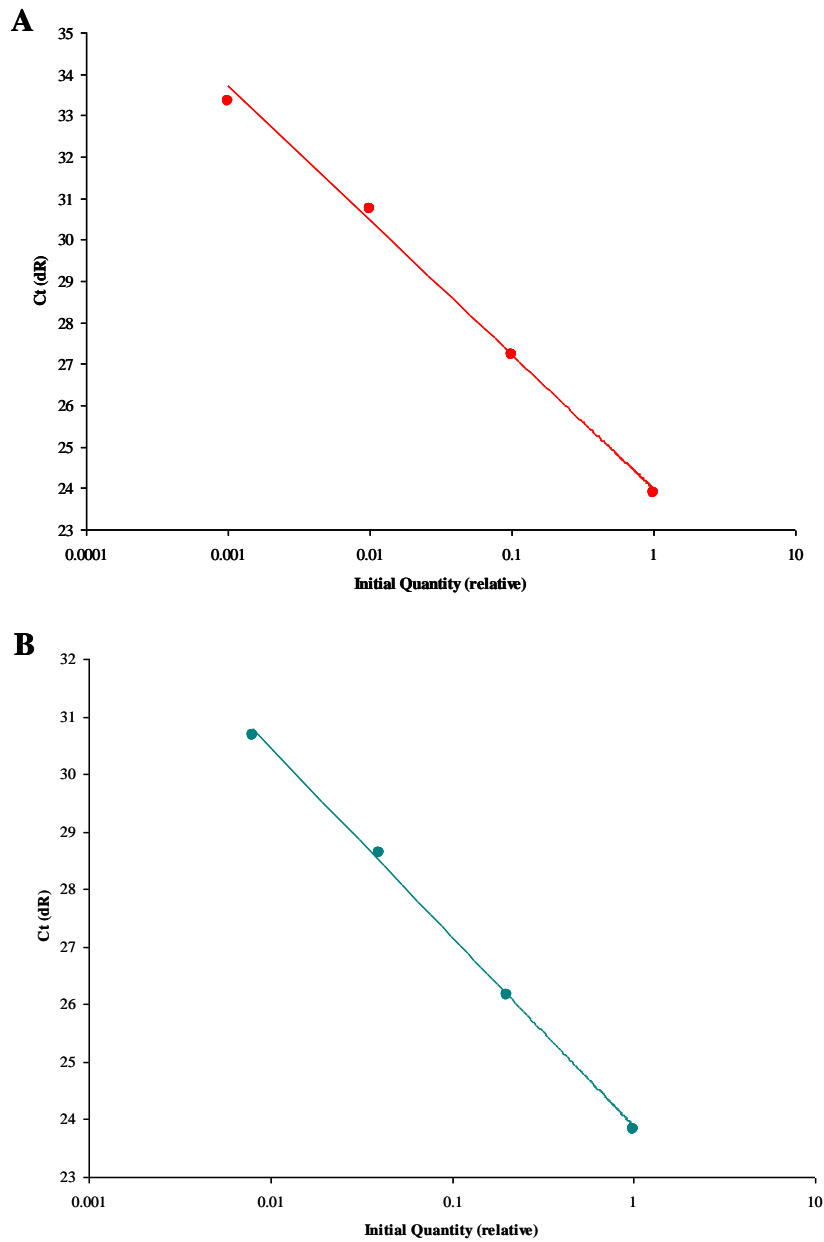 A
35
34
33
32
31
30
29
28
27
26
25
24
23
Ct (dR)
0.0001 0.001 0.01 0.1 1 10
Initial Quantity (relative)
B
32
31
30
29
28
27
26
25
24
23
Ct (dR)
0.001 0.01 0.1 1 10
Initial Quantity (relative)